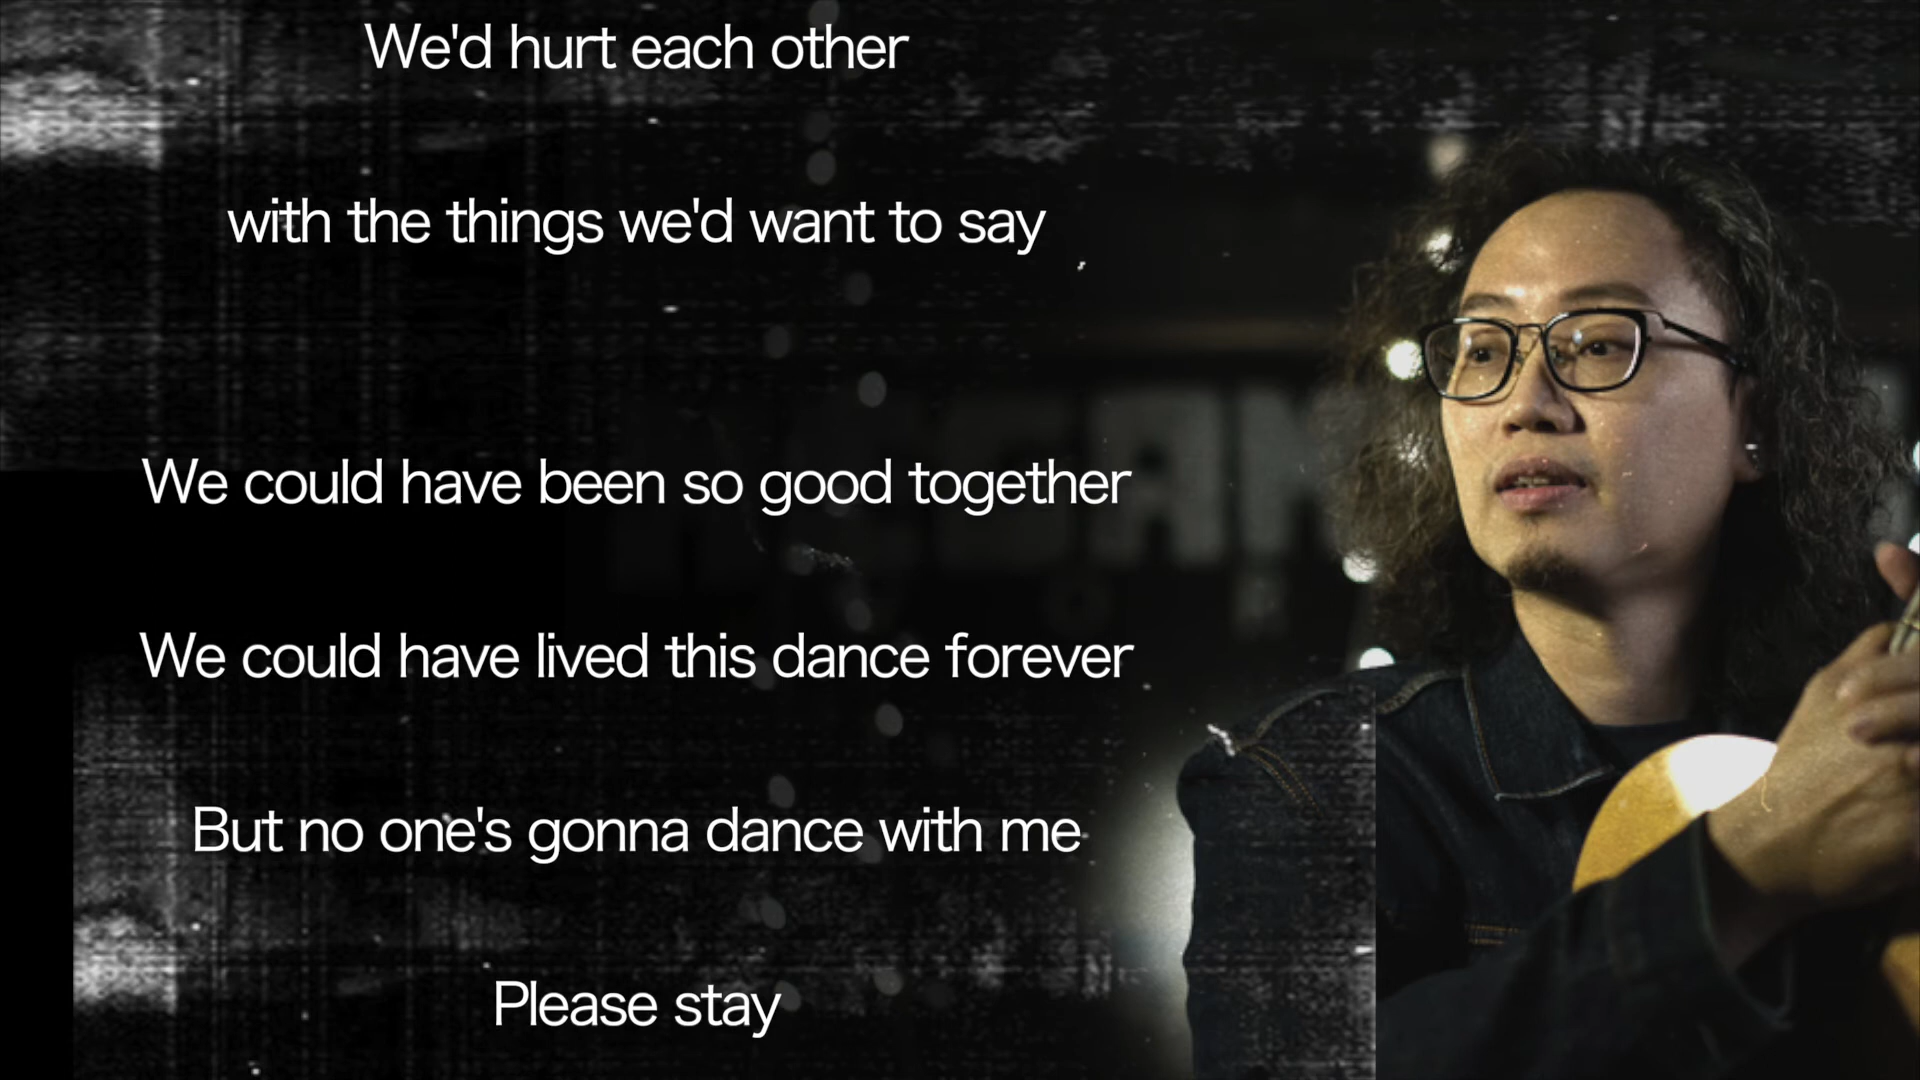 We'd hurt each other
with the things we'd want to say
We could have been so good together
We could have lived this dance forever
But no one's gonna dance with me
Please stay